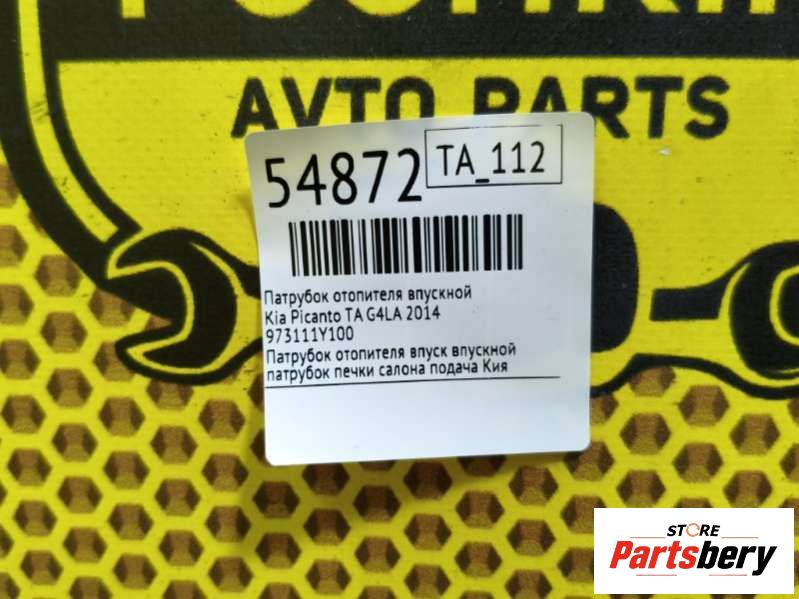 AVTO PARTS
54872
TA_112
Патрубок отопителя впускной
Kia Picanto TA G4LA 2014
973111Y100
Патрубок отопителя впуск впускной
патрубок печки салона подача Кия
STORE
Partsbery